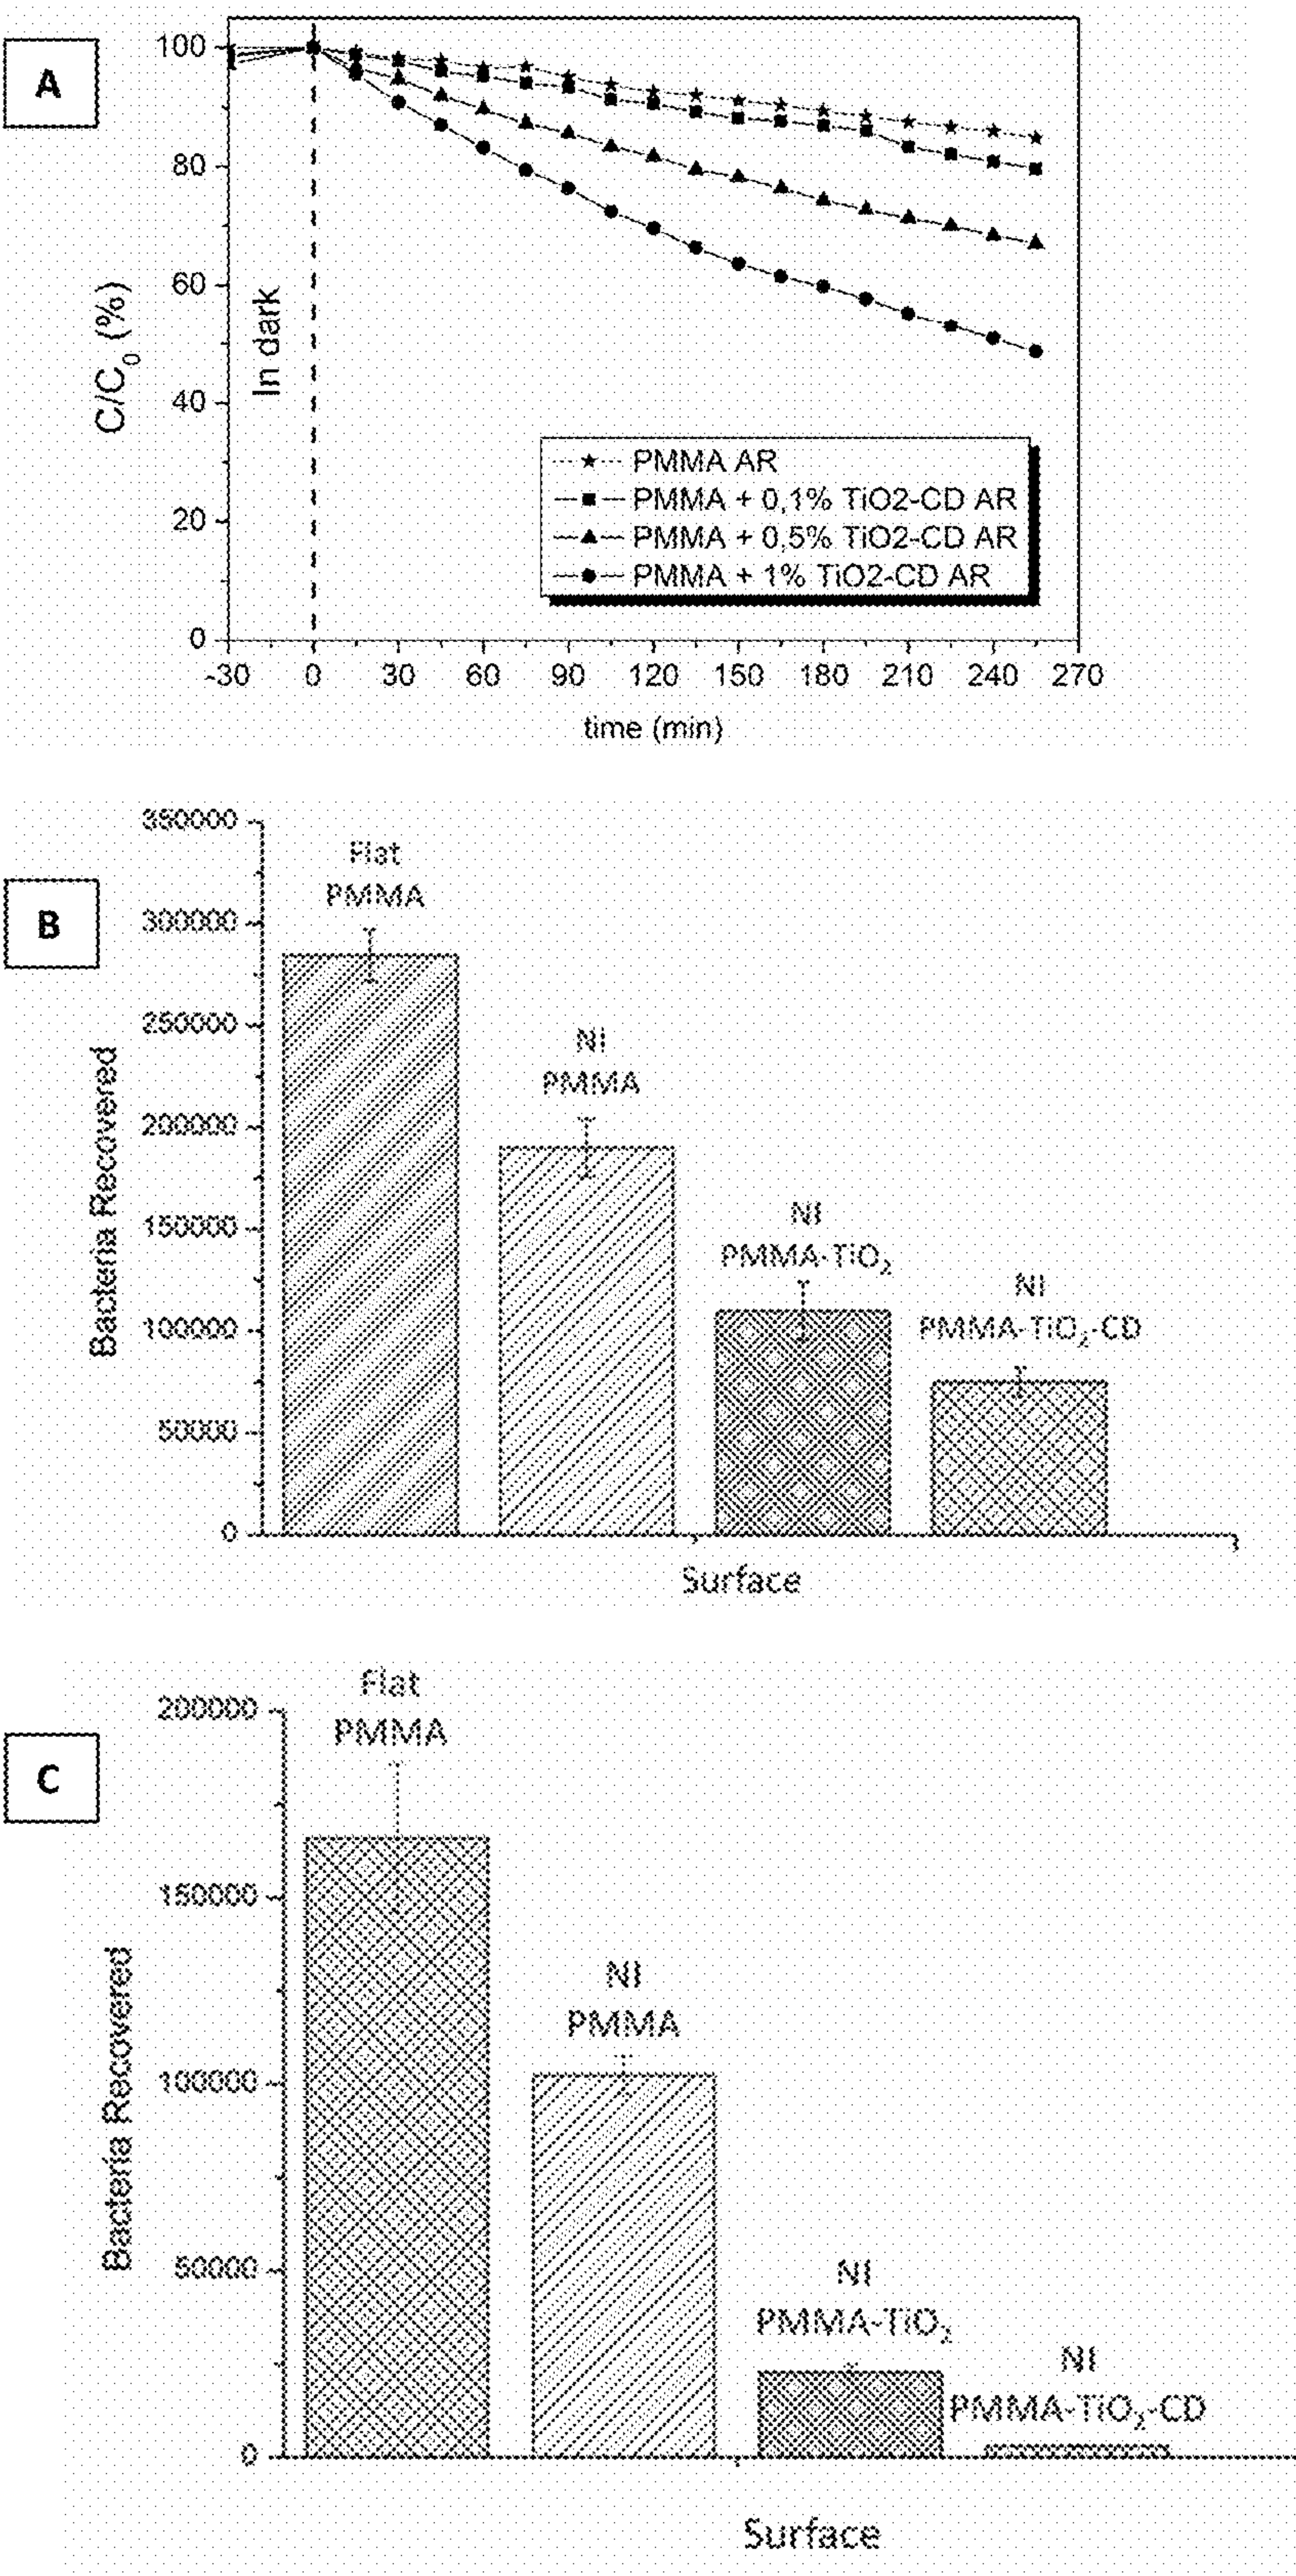 A
100
80
60
40
20
0
C/C0 (%)
In dark
PMMA AR
PMMA + 0,1% TiO2-CD AR
PMMA + 0,5% TiO2-CD AR
PMMA + 1% TiO2-CD AR
-30 0 30 60 90 120 150 180 210 240 270
time (min)
B
350000
300000
250000
200000
150000
100000
50000
0
Bacteria Recovered
Flat
PMMA
NI
PMMA
NI
PMMA-TiO2
NI
PMMA-TiO2-CD
Surface
C
200000
150000
100000
50000
0
Bacteria Recovered
Flat
PMMA
NI
PMMA
NI
PMMA-TiO2
NI
PMMA-TiO2-CD
Surface